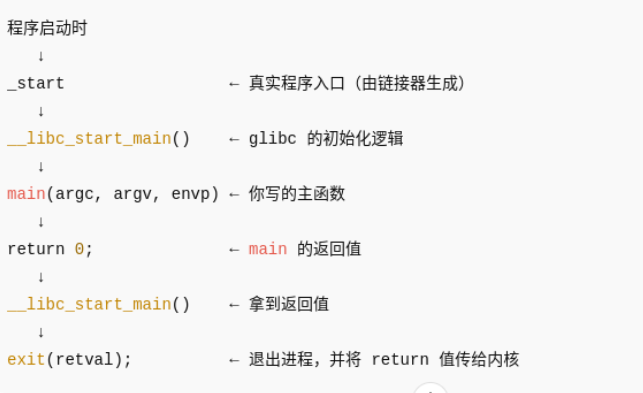 程序启动时
↓
_start ← 真实程序入口（由链接器生成）
↓
__libc_start_main() ← glibc 的初始化逻辑
↓
main(argc, argv, envp) ← 你写的主函数
↓
return 0; ← main 的返回值
↓
__libc_start_main() ← 拿到返回值
↓
exit(retval); ← 退出进程，并将 return 值传给内核